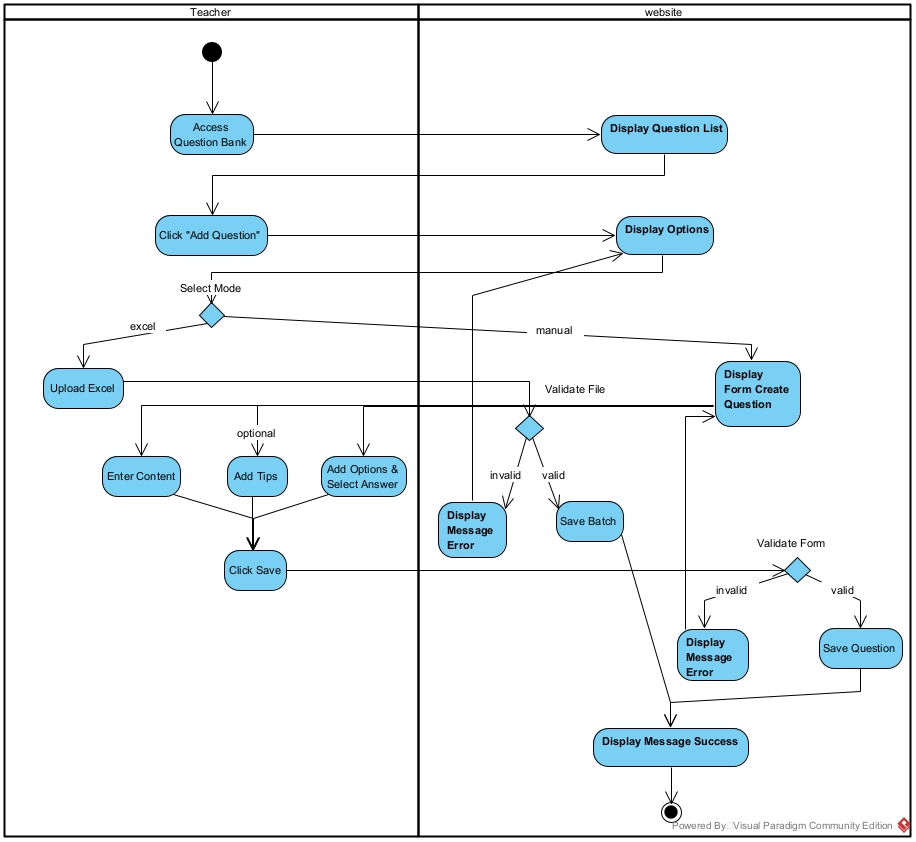 Teacher
website
Access
Question Bank
Display Question List
Click "Add Question"
Display Options
Select Mode
excel
manual
Upload Excel
Validate File
Display
Form Create
Question
optional
Enter Content
Add Tips
Add Options &
Select Answer
invalid
valid
Display
Message
Error
Save Batch
Validate Form
Click Save
invalid
valid
Display
Message
Error
Save Question
Display Message Success
Powered By Visual Paradigm Community Edition